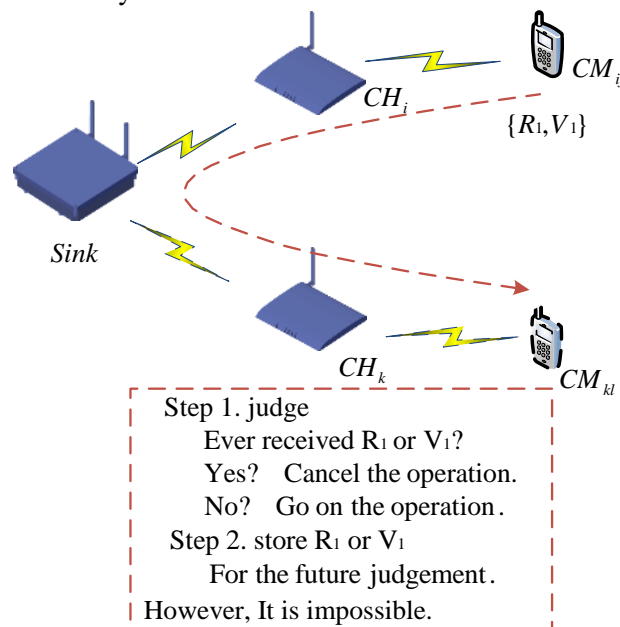 CH_i
CM_i
{R₁,V₁}
Sink
CH_k
CM_kl
Step 1. judge
Ever received R₁ or V₁?
Yes? Cancel the operation.
No? Go on the operation.
Step 2. store R₁ or V₁
For the future judgement.
However, It is impossible.